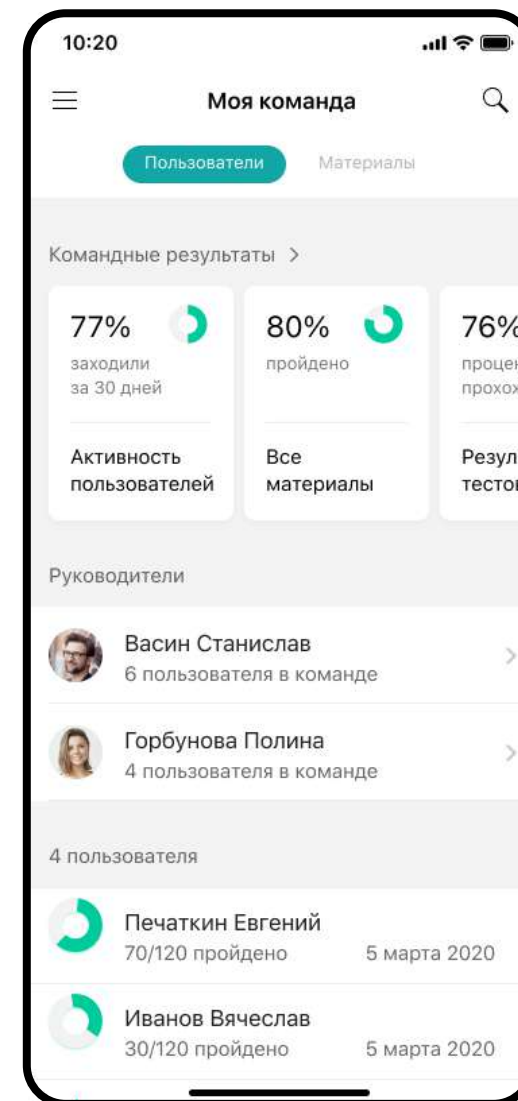 10:20
Моя команда
Пользователи Материалы
Командные результаты >
77% 80% 76%
заходили
за 30 дней
пройдено
Активность
пользователей
Все
материалы
Руководители
Васин Станислав
6 пользователя в команде
Горбунова Полина
4 пользователя в команде
4 пользователя
Печаткин Евгений
70/120 пройдено 5 марта 2020
Иванов Вячеслав
30/120 пройдено 5 марта 2020